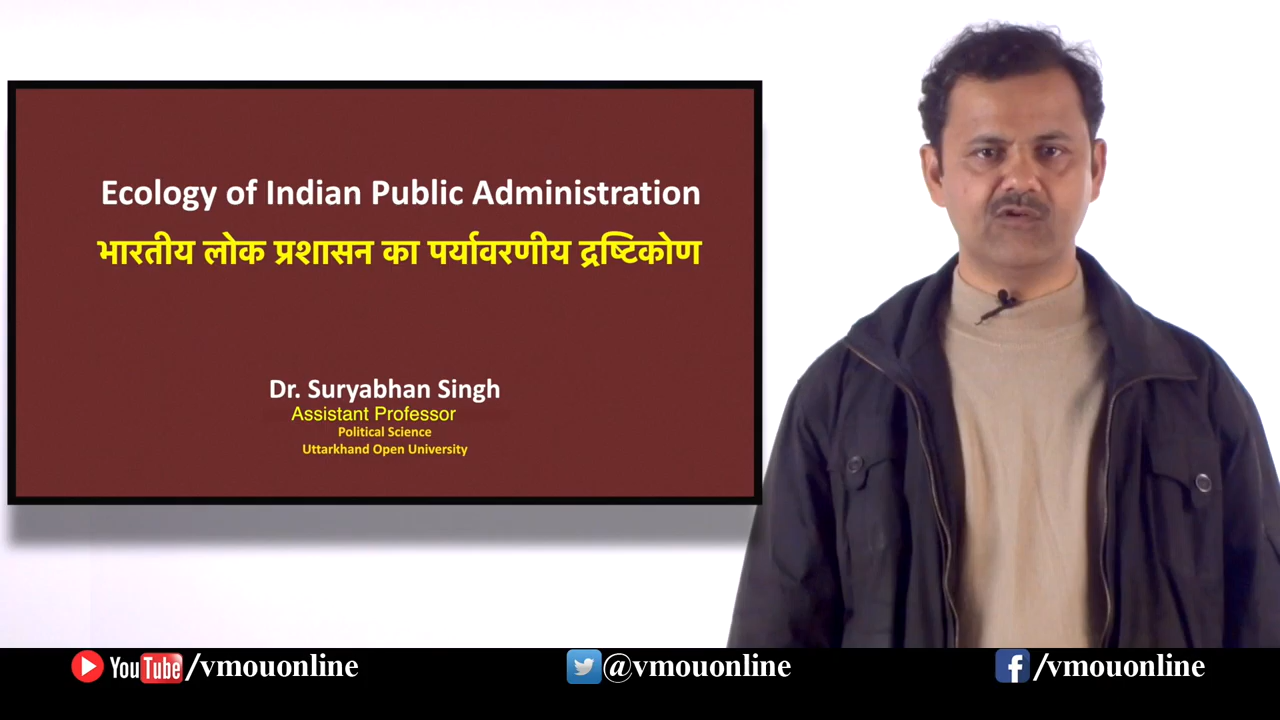 Ecology of Indian Public Administration
भारतीय लोक प्रशासन का पर्यावरणीय द्रष्टिकोण
Dr. Suryabhan Singh
Assistant Professor
Political Science
Uttarkhand Open University
YouTube/vmouonline @vmouonline f/vmouonline